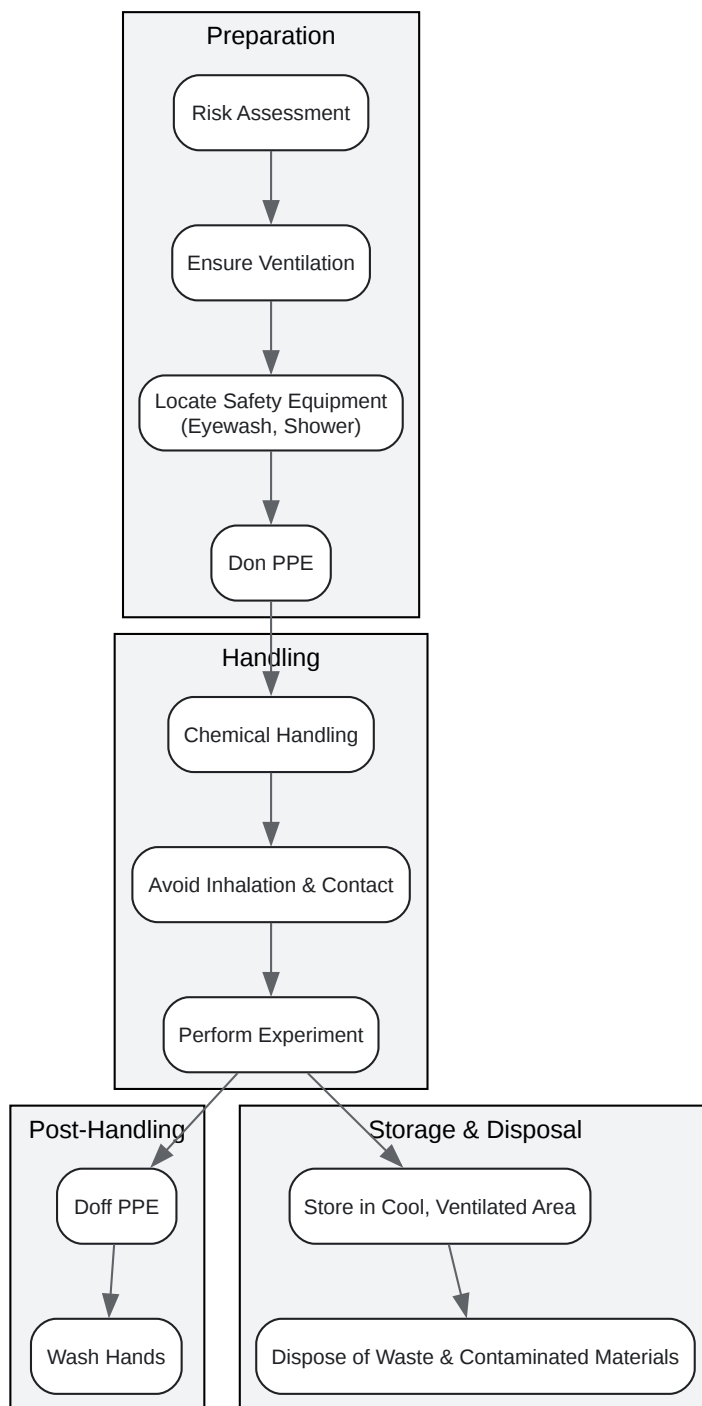 Preparation
Risk Assessment
Ensure Ventilation
Locate Safety Equipment
(Eyewash, Shower)
Don PPE
Handling
Chemical Handling
Avoid Inhalation & Contact
Perform Experiment
Post-Handling
Doff PPE
Wash Hands
Storage & Disposal
Store in Cool, Ventilated Area
Dispose of Waste & Contaminated Materials